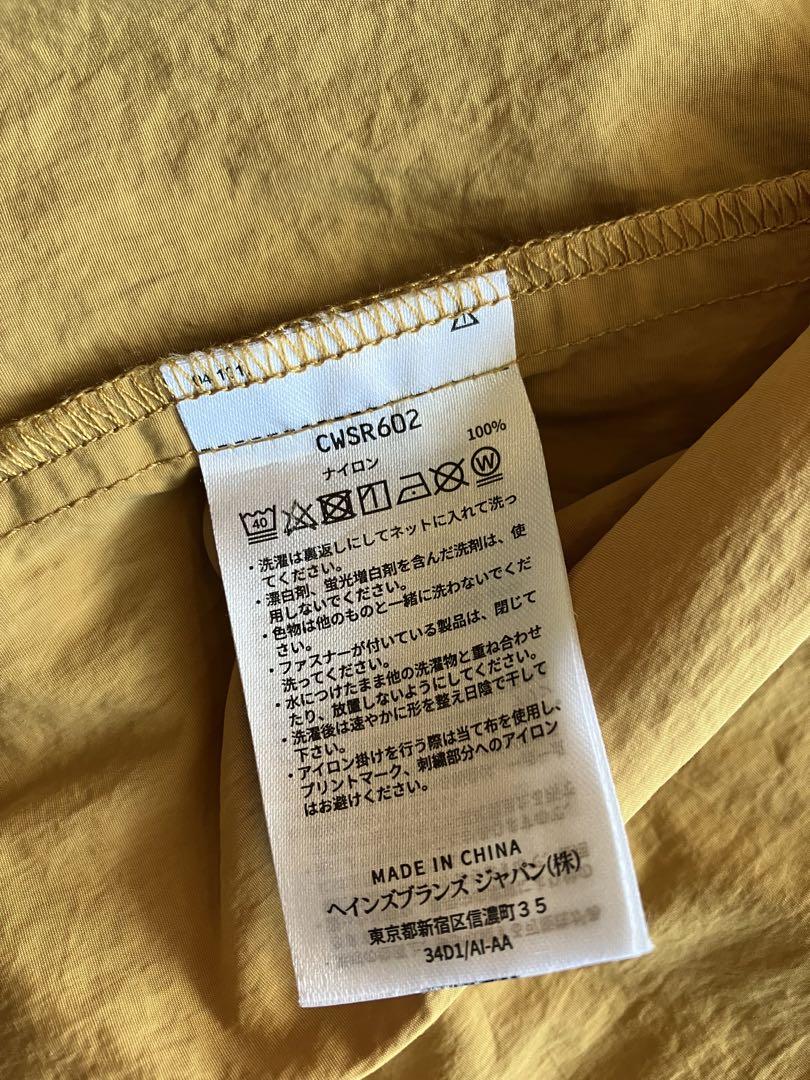 CWSR602
ナイロン 100%
40
W
・洗濯は裏返しにしてネットに入れて洗っ
てください。
・漂白剤、蛍光増白剤を含んだ洗剤は、使
用しないでください。
・色物は他のものと一緒に洗わないでくだ
さい。
・ファスナーが付いている製品は、閉じて
洗ってください。
・水につけたまま他の洗濯物と重ね合わせ
たり、放置しないようにしてください。
・洗濯後は速やかに形を整え日陰で干して
下さい。
・アイロン掛けを行う際は当て布を使用し、
プリントマーク、刺繍部分へのアイロン
はお避けください。
MADE IN CHINA
ヘインズブランズ ジャパン(株)
東京都新宿区信濃町３５
34D1/AI-AA